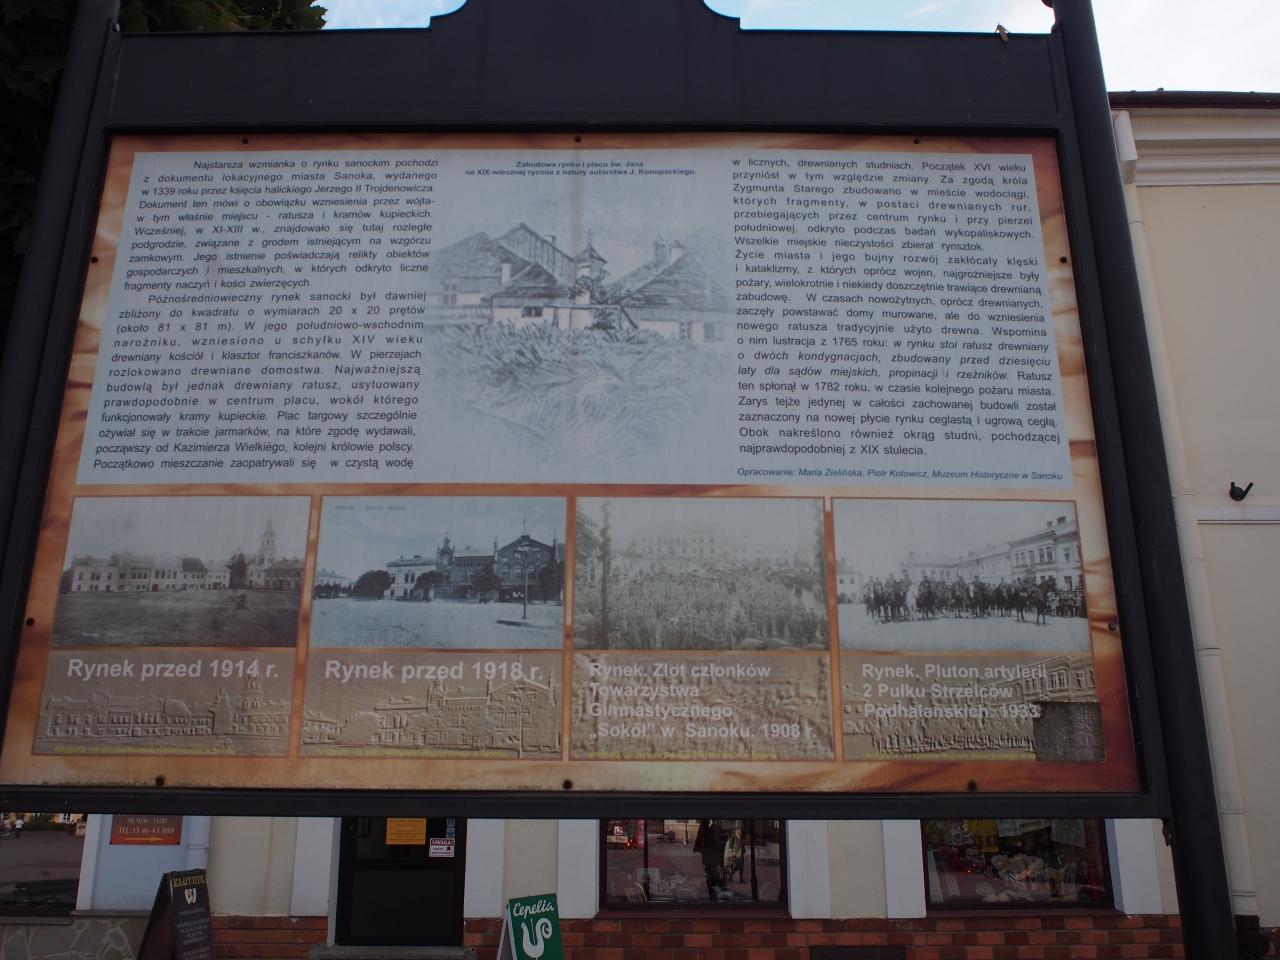 Najstarsza wzmianka o rynku sanockim pochodzi
z dokumentu lokacyjnego miasta Sanoka, wydanego
w 1339 roku przez księcia halickiego Jerzego II Trojdenowicza.
Dokument ten mówi o obowiązku wzniesienia przez wójta-
w tym właśnie miejscu - ratusza i kramów kupieckich.
Wcześniej, w XI-XIII w., znajdowało się tutaj rozległe
podgrodzie, związane z grodem istniejącym na wzgórzu
zamkowym. Jego istnienie poświadczają relikty obiektów
gospodarczych i mieszkalnych, w których odkryto liczne
fragmenty naczyń i kości zwierzęcych.
Późnośredniowieczny rynek sanocki był dawniej
zbliżony do kwadratu o wymiarach 20 x 20 prętów
(około 81 x 81 m). W jego południowo-wschodnim
narożniku, wzniesiono u schyłku XIV wieku
drewniany kościół i klasztor franciszkanów. W pierzejach
rozlokowano drewniane domostwa. Najważniejszą
budowlą był jednak drewniany ratusz, usytuowany
prawdopodobnie w centrum placu, wokół którego
funkcjonowały kramy kupieckie. Plac targowy szczególnie
ożywiał się w trakcie jarmarków, na które zgodę wydawali,
począwszy od Kazimierza Wielkiego, kolejni królowie polscy.
Początkowo mieszczanie zaopatrywali się w czystą wodę
Zabudowa rynku i placu św. Jana
na XIX-wiecznej rycinie z natury autorstwa J. Konopackiego.
w licznych, drewnianych studniach. Początek XVI wieku
przyniósł w tym względzie zmiany. Za zgodą króla
Zygmunta Starego zbudowano w mieście wodociągi,
których fragmenty, w postaci drewnianych rur,
przebiegających przez centrum rynku i przy pierzei
południowej, odkryto podczas badań wykopaliskowych.
Wszelkie miejskie nieczystości zbierał rynsztok.
Życie miasta i jego bujny rozwój zakłócały klęski
i kataklizmy, z których oprócz wojen, najgroźniejsze były
pożary, wielokrotnie i niekiedy doszczętnie trawiące drewnianą
zabudowę. W czasach nowożytnych, oprócz drewnianych,
zaczęły powstawać domy murowane, ale do wzniesienia
nowego ratusza tradycyjnie użyto drewna. Wspomina
o nim lustracja z 1765 roku: w rynku stoi ratusz drewniany
o dwóch kondygnacjach, zbudowany przed dziesięciu
laty dla sądów miejskich, propinacji i rzeźników. Ratusz
ten spłonął w 1782 roku, w czasie kolejnego pożaru miasta.
Zarys tejże jedynej w całości zachowanej budowli został
zaznaczony na nowej płycie rynku ceglastą i ugrową cegłą.
Obok nakreślono również okrąg studni, pochodzącej
najprawdopodobniej z XIX stulecia.
Opracowanie: Maria Zielińska, Piotr Kotowicz, Muzeum Historyczne w Sanoku
Rynek przed 1914 r.
Rynek przed 1918 r.
Rynek. Zlot członków
Towarzystwa
Gimnastycznego
„Sokół" w Sanoku. 1908 r.
Rynek. Pluton artylerii
2 Pułku Strzelców
Podhalańskich. 1933
SB. 9.00 - 13.00
TEL. 13 46 43 888
UWAGA!
ZŁOTNIK
Cepelia